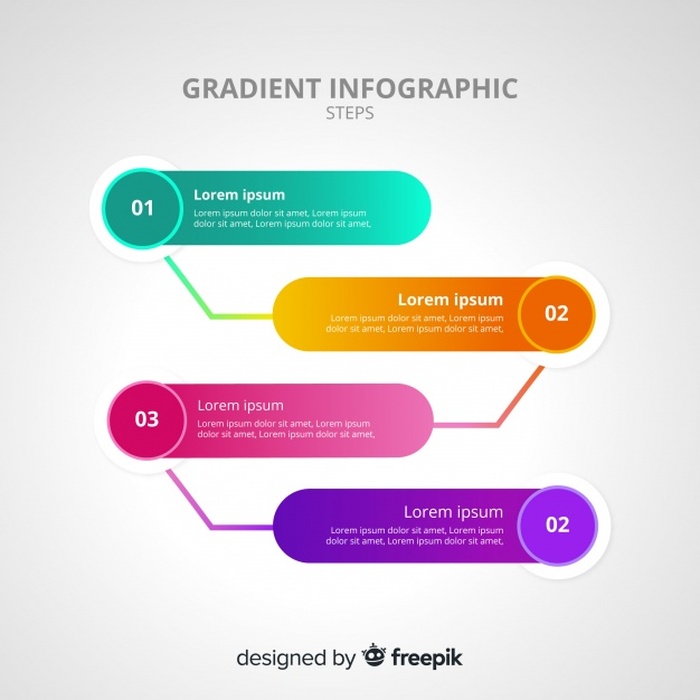 GRADIENT INFOGRAPHIC
STEPS
01
Lorem ipsum
Lorem ipsum dolor sit amet, Lorem ipsum
dolor sit amet, Lorem ipsum dolor sit amet,
Lorem ipsum
Lorem ipsum dolor sit amet, Lorem ipsum
dolor sit amet, Lorem ipsum dolor sit amet,
02
03
Lorem ipsum
Lorem ipsum dolor sit amet, Lorem ipsum
dolor sit amet, Lorem ipsum dolor sit amet,
Lorem ipsum
Lorem ipsum dolor sit amet, Lorem ipsum
dolor sit amet, Lorem ipsum dolor sit amet,
02
designed by freepik